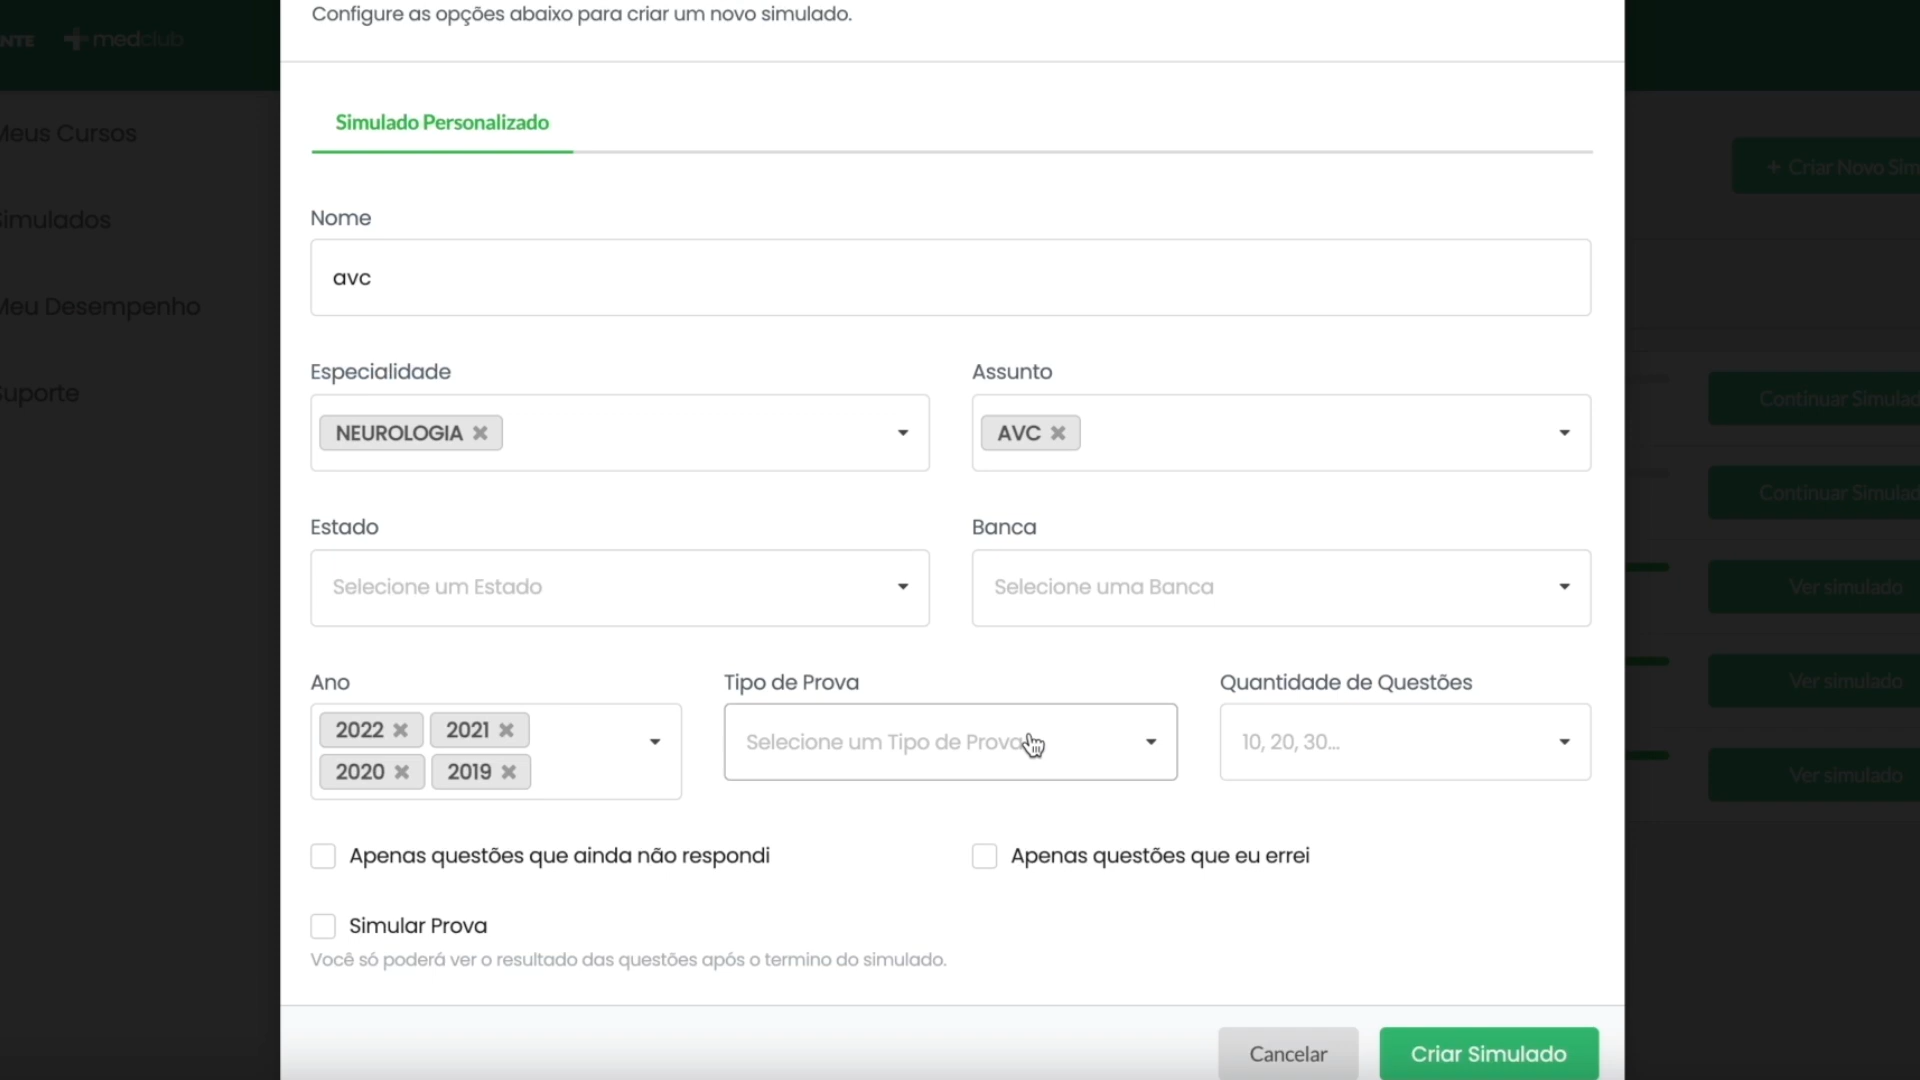 Configure as opções abaixo para criar um novo simulado.
NTE medclub
Meus Cursos
Simulados
Meu Desempenho
Suporte
+ Criar Novo Sim
Simulado Personalizado
Nome
avc
Especialidade Assunto
NEUROLOGIA AVC
Estado Banca
Selecione um Estado Selecione uma Banca
Ano Tipo de Prova Quantidade de Questões
2022 2021
Selecione um Tipo de Prova 10, 20, 30...
2020 2019
Apenas questões que ainda não respondi Apenas questões que eu errei
Simular Prova
Você só poderá ver o resultado das questões após o termino do simulado.
Cancelar Criar Simulado
Continuar Simulad
Continuar Simulad
Ver simulado
Ver simulado
Ver simulado